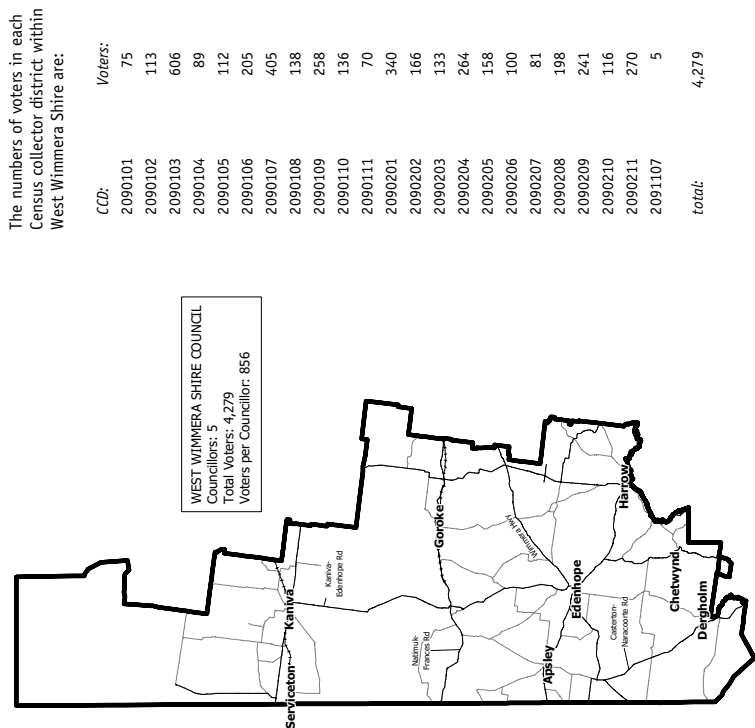 The numbers of voters in each
Census collector district within
West Wimmera Shire are:
CCD: Voters:
2090101 75
2090102 113
2090103 606
2090104 89
2090105 112
2090106 205
2090107 405
2090108 138
2090109 258
2090110 136
2090111 70
2090201 340
2090202 166
2090203 133
2090204 264
2090205 158
2090206 100
2090207 81
2090208 198
2090209 241
2090210 116
2090211 270
2091107 5
total: 4,279
WEST WIMMERA SHIRE COUNCIL
Councillors: 5
Total Voters: 4,279
Voters per Councillor: 856
Serviceton
Kaniva
Kaniva-
Edenhope Rd
Natimuk-
Frances Rd
Goroke
Wimmera Hwy
Apsley
Edenhope
Harrow
Casterton-
Naracoorte Rd
Chetwynd
Dergholm